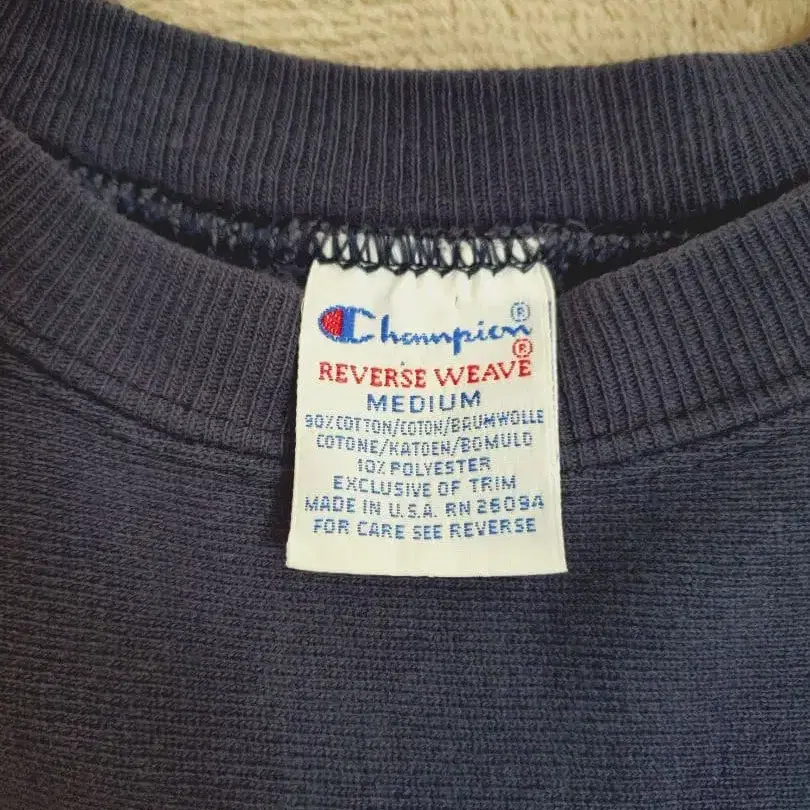 Champion®
REVERSE WEAVE®
MEDIUM
90% COTTON/COTON/BAUMWOLLE
COTONE/KATOEN/BOMULD
10% POLYESTER
EXCLUSIVE OF TRIM
MADE IN U.S.A. RN 26094
FOR CARE SEE REVERSE